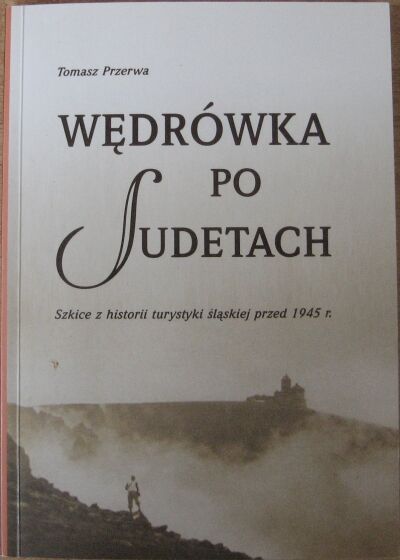 Tomasz Przerwa
WĘDRÓWKA
PO
SUDETACH
Szkice z historii turystyki śląskiej przed 1945 r.